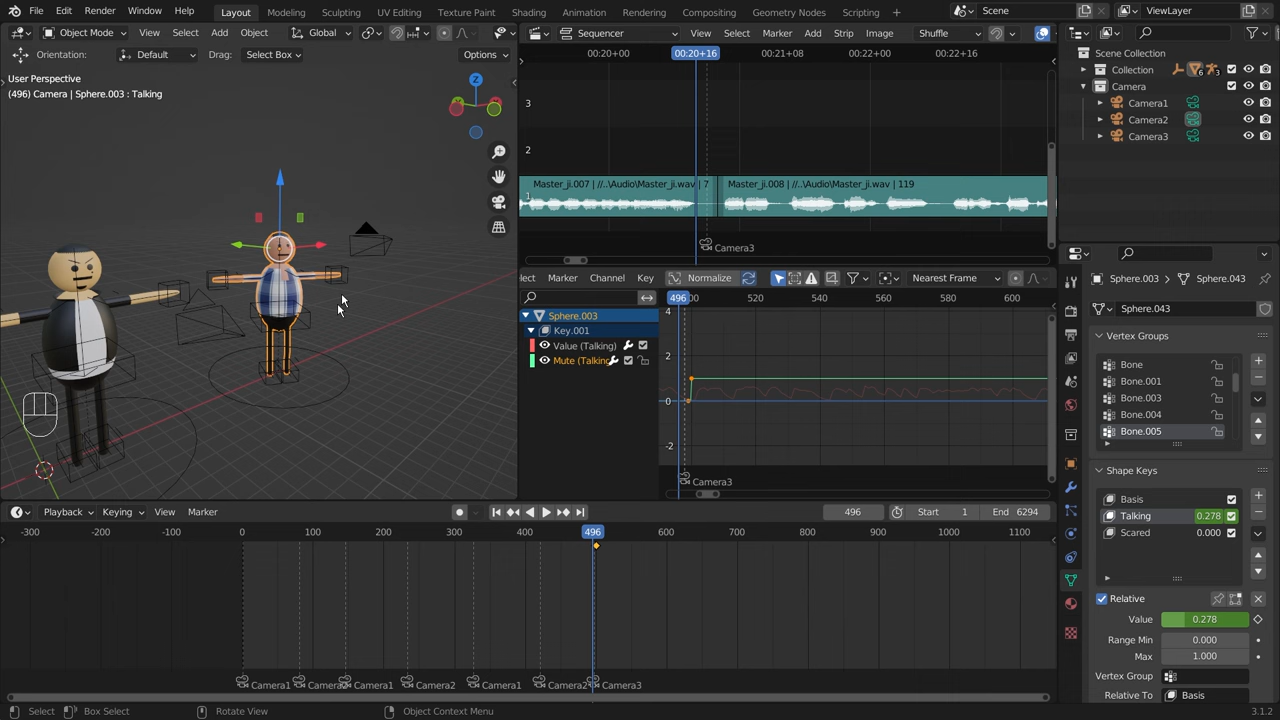 File Edit Render Window Help Layout Modeling Sculpting UV Editing Texture Paint Shading Animation Rendering Compositing Geometry Nodes Scripting + Scene ViewLayer
Object Mode View Select Add Object Global
Orientation: Default Drag: Select Box Options
User Perspective
(496) Camera | Sphere.003 : Talking
Z
Sequencer View Select Marker Add Strip Image Shuffle
00:20+00 00:20+16 00:21+08 00:22+00 00:22+16
3
2
1
Master_ji.007 | //..\Audio\Master_ji.wav | 7 Master_ji.008 | //..\Audio\Master_ji.wav | 119
Camera3
lect Marker Channel Key Normalize Nearest Frame
496 500 520 540 560 580 600
Sphere.003
Key.001
Value (Talking)
Mute (Talking
4
2
0
-2
Camera3
Scene Collection
Collection 6 3
Camera
Camera1
Camera2
Camera3
Sphere.003 Sphere.043
Sphere.043
Vertex Groups
Bone
Bone.001
Bone.003
Bone.004
Bone.005
Shape Keys
Basis
Talking 0.278
Scared 0.000
Relative
Value 0.278
Range Min 0.000
Max 1.000
Vertex Group
Relative To Basis
Playback Keying View Marker 496 Start 1 End 6294
-300 -200 -100 0 100 200 300 400 496 600 700 800 900 1000 1100
Camera1 Camera2 Camera1 Camera2 Camera1 Camera2 Camera3
Select Box Select Rotate View Object Context Menu 3.1.2